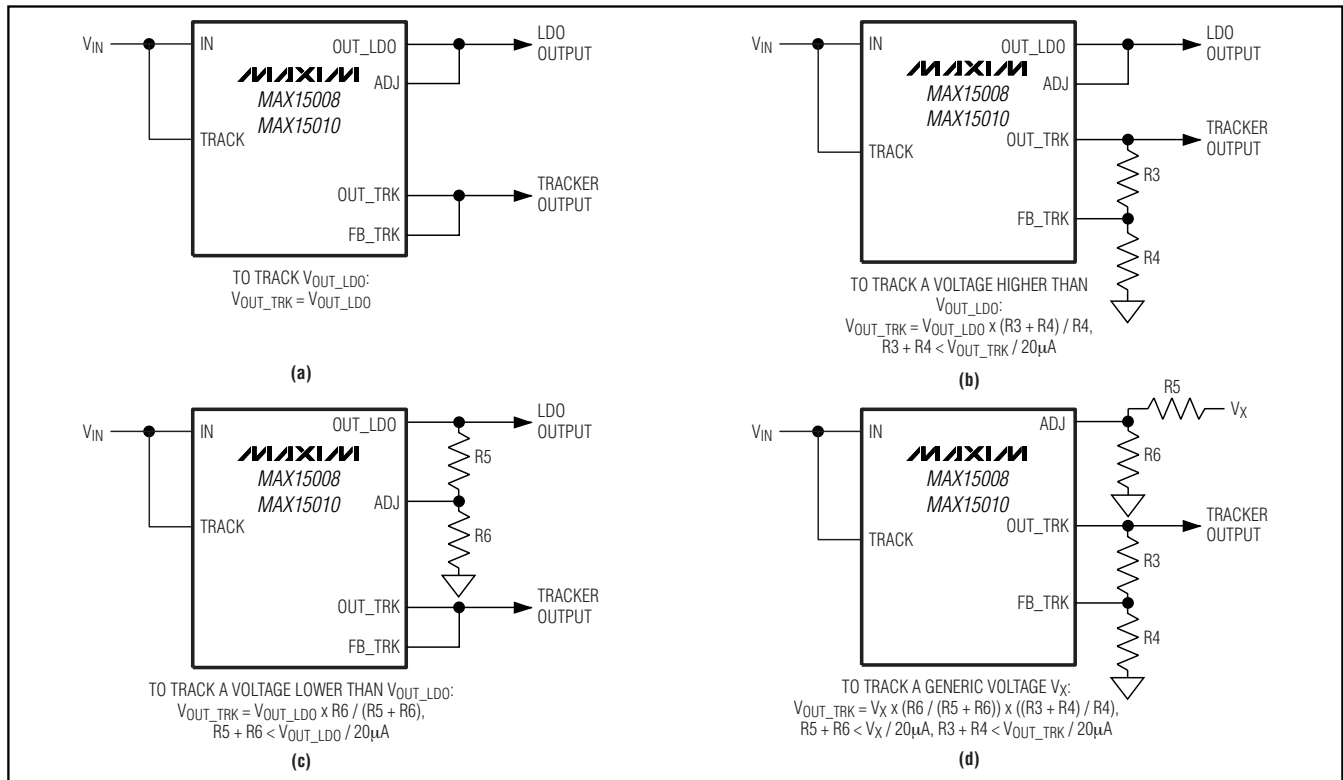 VIN
IN
OUT_LDO
LDO
OUTPUT
MAXIM
ADJ
MAX15008
MAX15010
TRACK
OUT_TRK
TRACKER
OUTPUT
FB_TRK
TO TRACK VOUT_LDO:
VOUT_TRK = VOUT_LDO
(a)
VIN
IN
OUT_LDO
LDO
OUTPUT
MAXIM
ADJ
MAX15008
MAX15010
OUT_TRK
TRACKER
OUTPUT
TRACK
R3
FB_TRK
R4
TO TRACK A VOLTAGE HIGHER THAN
VOUT_LDO:
VOUT_TRK = VOUT_LDO x (R3 + R4) / R4,
R3 + R4 < VOUT_TRK / 20µA
(b)
VIN
IN
OUT_LDO
LDO
OUTPUT
MAXIM
R5
MAX15008
MAX15010
ADJ
TRACK
R6
OUT_TRK
TRACKER
OUTPUT
FB_TRK
TO TRACK A VOLTAGE LOWER THAN VOUT_LDO:
VOUT_TRK = VOUT_LDO x R6 / (R5 + R6),
R5 + R6 < VOUT_LDO / 20µA
(c)
R5
VX
VIN
IN
ADJ
MAXIM
R6
MAX15008
MAX15010
OUT_TRK
TRACKER
OUTPUT
TRACK
R3
FB_TRK
R4
TO TRACK A GENERIC VOLTAGE VX:
VOUT_TRK = VX x (R6 / (R5 + R6)) x ((R3 + R4) / R4),
R5 + R6 < VX / 20µA, R3 + R4 < VOUT_TRK / 20µA
(d)